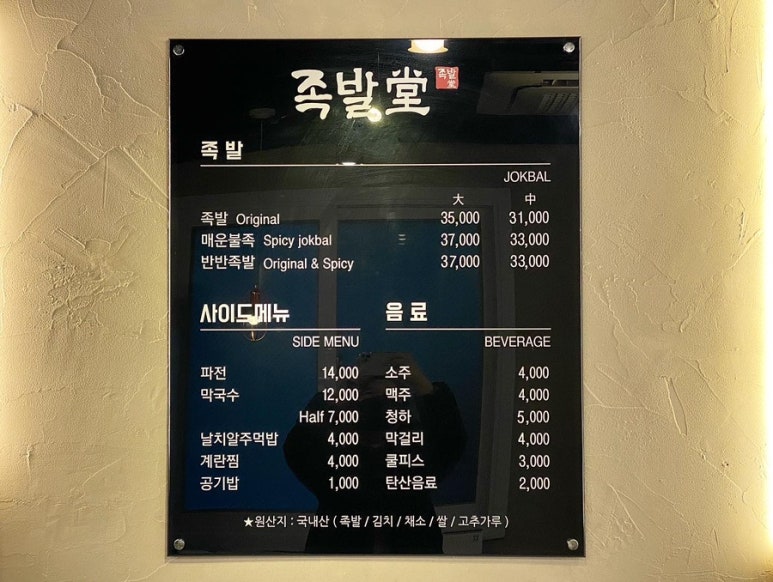 족발堂 족발堂
족발
JOKBAL
大 中
족발 Original 35,000 31,000
매운불족 Spicy jokbal 37,000 33,000
반반족발 Original & Spicy 37,000 33,000
사이드메뉴
SIDE MENU
파전 14,000
막국수 12,000
Half 7,000
날치알주먹밥 4,000
계란찜 4,000
공기밥 1,000
음료
BEVERAGE
소주 4,000
맥주 4,000
청하 5,000
막걸리 4,000
쿨피스 3,000
탄산음료 2,000
★원산지 : 국내산 ( 족발 / 김치 / 채소 / 쌀 / 고추가루 )